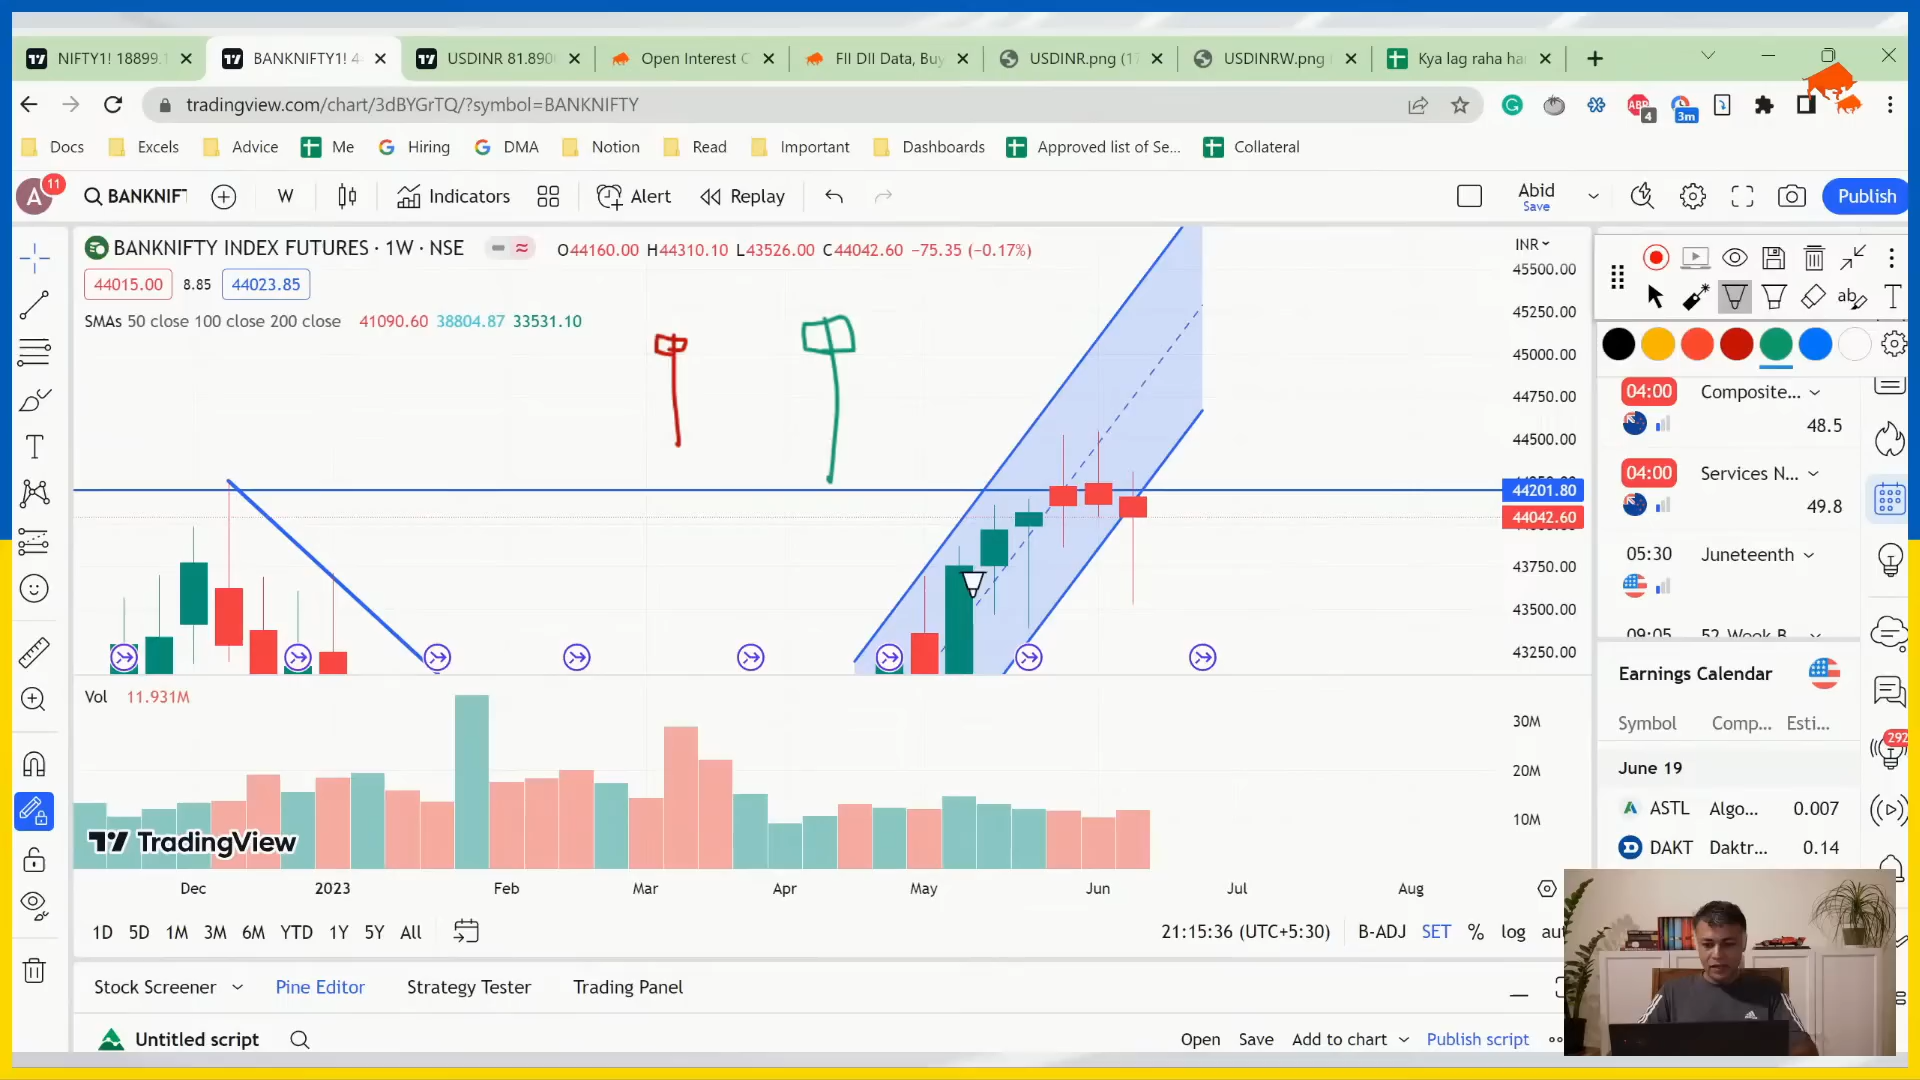 NIFTY1! 18899.
BANKNIFTY1! 4
USDINR 81.890
Open Interest C
FII DII Data, Buy
USDINR.png (1
USDINRW.png
Kya lag raha ha
tradingview.com/chart/3dBYGrTQ/?symbol=BANKNIFTY
ABP
4
3m
Docs
Excels
Advice
Me
Hiring
DMA
Notion
Read
Important
Dashboards
Approved list of Se...
Collateral
A
11
BANKNIFT
W
Indicators
Alert
Replay
Abid
Save
Publish
BANKNIFTY INDEX FUTURES · 1W · NSE
O44160.00 H44310.10 L43526.00 C44042.60 −75.35 (−0.17%)
44015.00
8.85
44023.85
SMAs 50 close 100 close 200 close 41090.60 38804.87 33531.10
INR
45500.00
45250.00
45000.00
44750.00
44500.00
44201.80
44042.60
43750.00
43500.00
43250.00
Vol 11.931M
30M
20M
10M
TradingView
Dec
2023
Feb
Mar
Apr
May
Jun
Jul
Aug
1D
5D
1M
3M
6M
YTD
1Y
5Y
All
21:15:36 (UTC+5:30)
B-ADJ
SET
%
log
Stock Screener
Pine Editor
Strategy Tester
Trading Panel
Untitled script
Open
Save
Add to chart
Publish script
ab
T
04:00
Composite...
48.5
04:00
Services N...
49.8
05:30
Juneteenth
Earnings Calendar
Symbol
Comp...
Esti...
June 19
ASTL
Algo...
0.007
DAKT
Daktr...
0.14
292